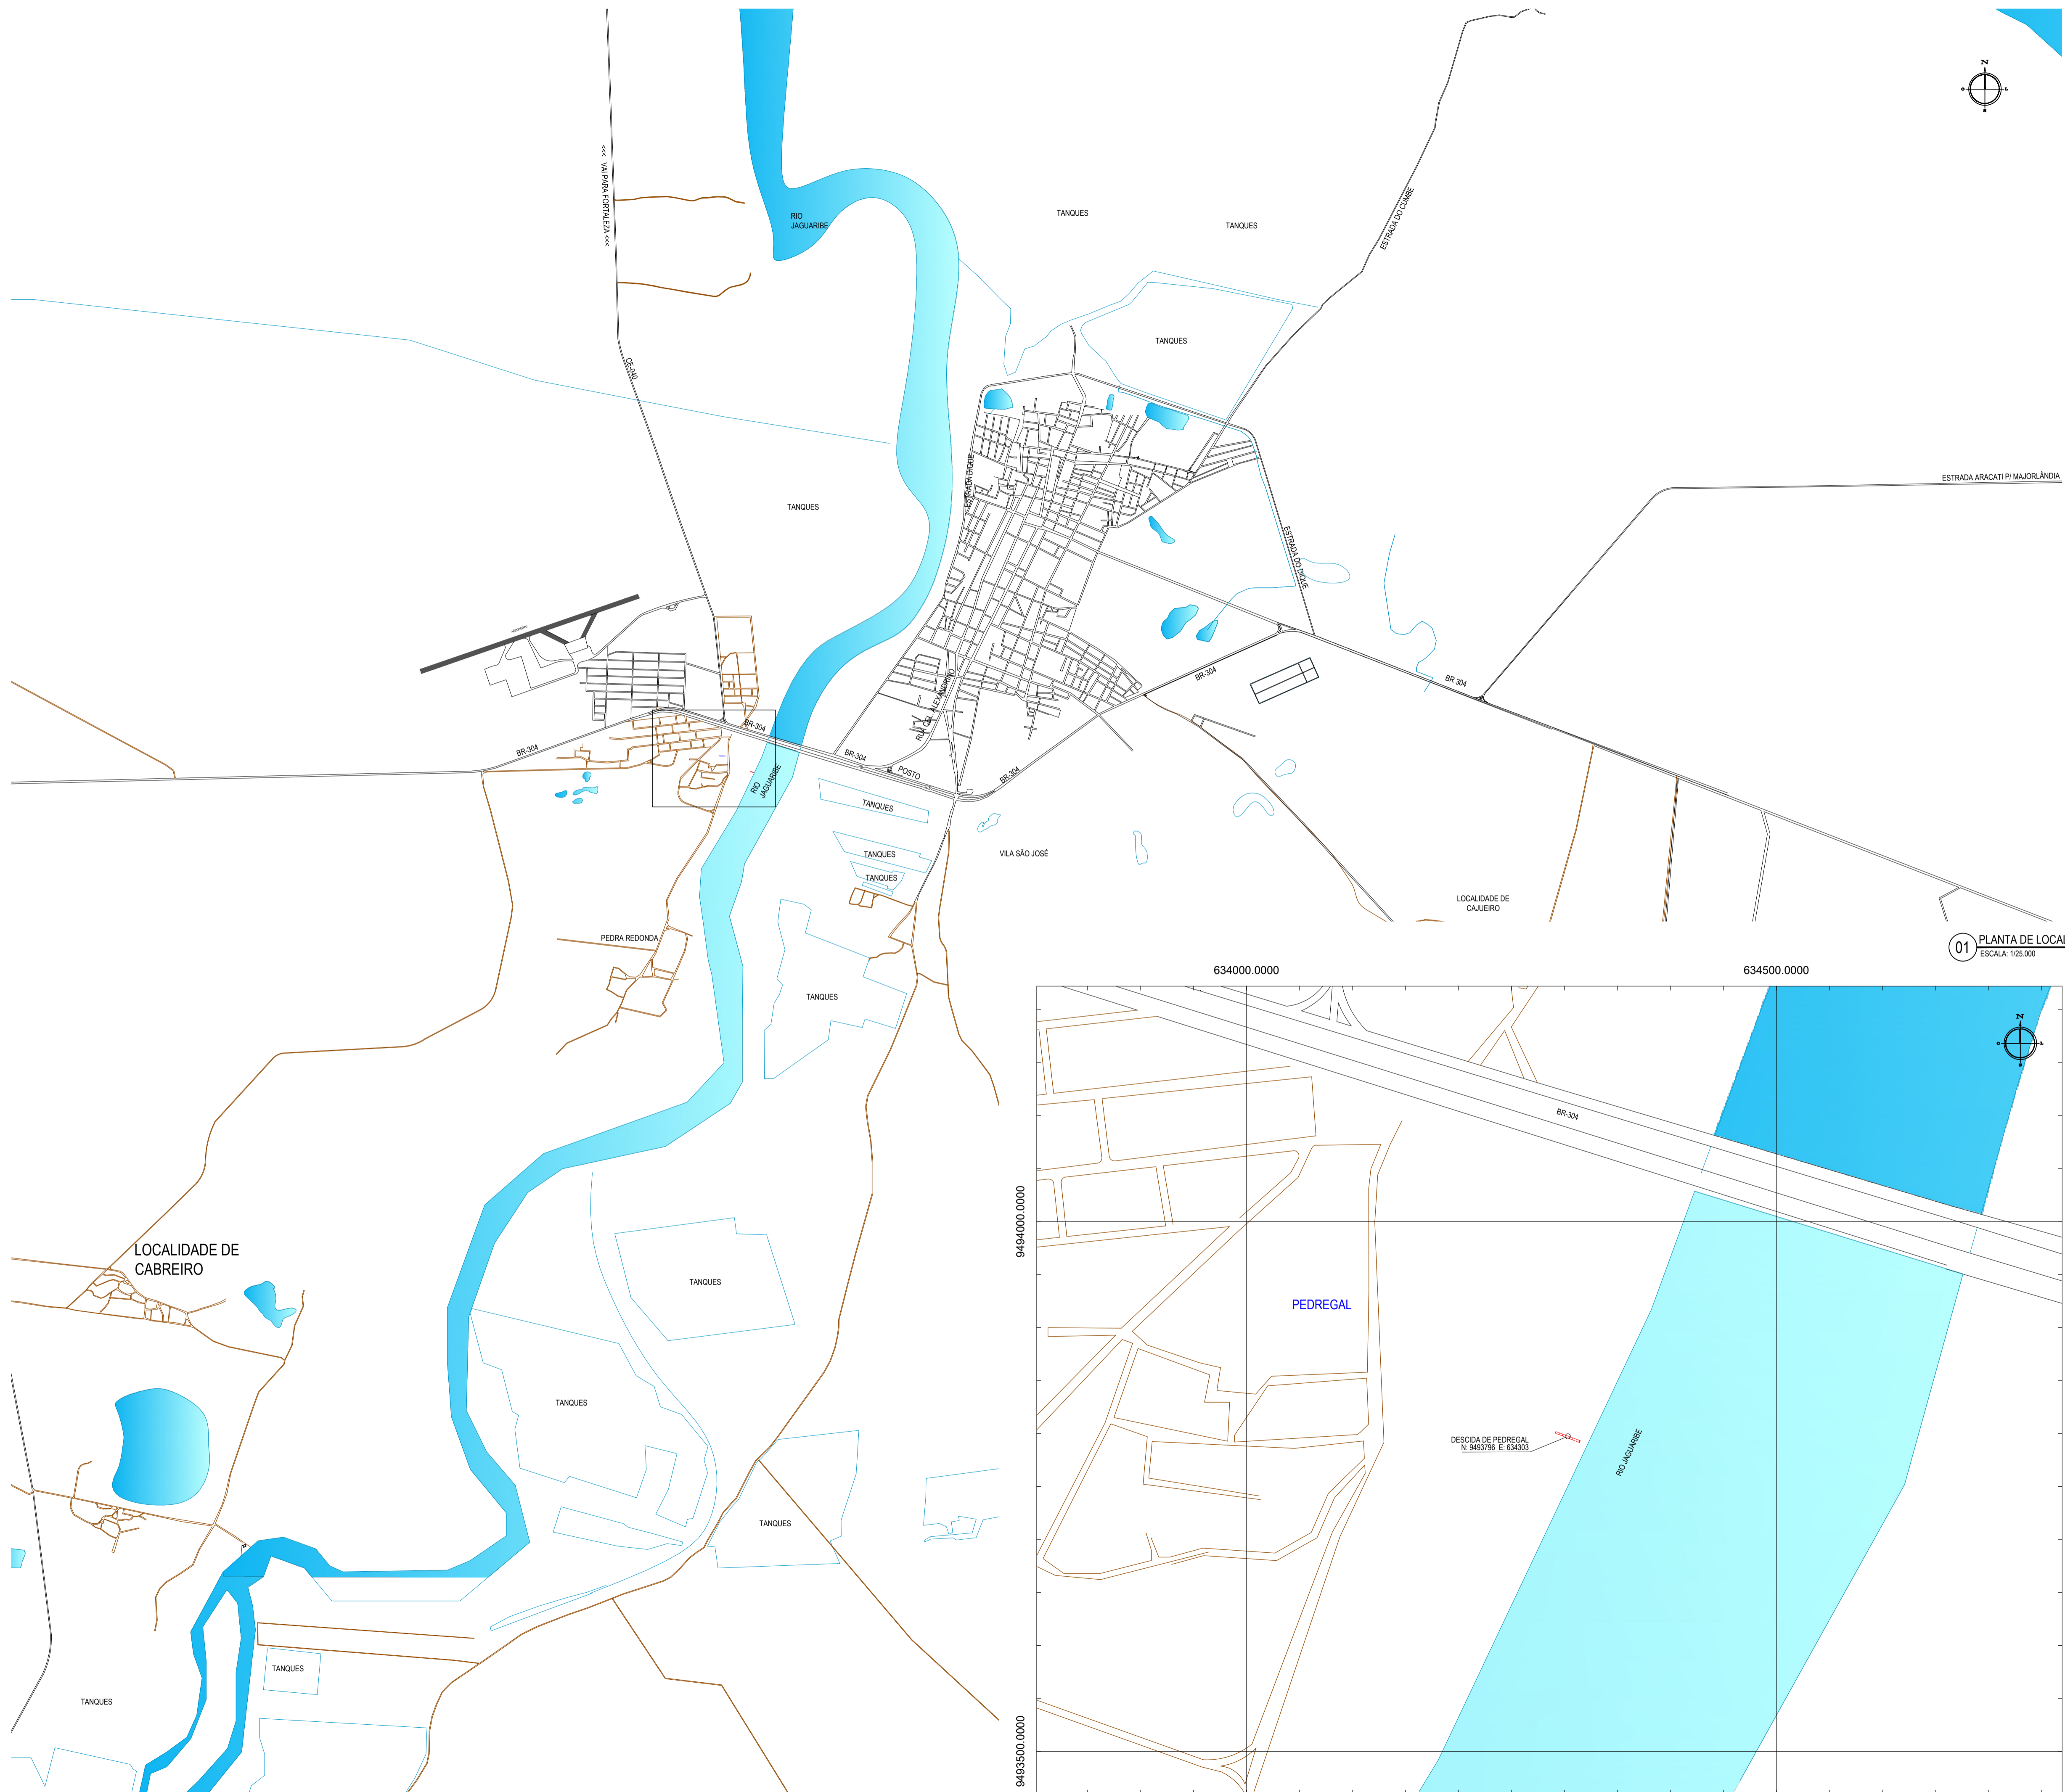 N
O
L
S
<<< VAI PARA FORTALEZA <<<
RIO
JAGUARIBE
TANQUES
TANQUES
ESTRADA DO CUMBE
TANQUES
CE-040
ESTRADA DIQUE
ESTRADA ARACATI P/ MAJORLÂNDIA
TANQUES
ESTRADA DO DIQUE
AEROPORTO
BR-304
BR 304
RUA CEL. ALEXANDRINO
BR-304
BR-304
BR-304
POSTO
BR-304
RIO
JAGUARIBE
TANQUES
TANQUES
VILA SÃO JOSÉ
TANQUES
LOCALIDADE DE
CAJUEIRO
PEDRA REDONDA
01
PLANTA DE LOCAL
ESCALA: 1/25.000
TANQUES
634000.0000
634500.0000
N
O
L
S
BR-304
9494000.0000
LOCALIDADE DE
CABREIRO
TANQUES
PEDREGAL
TANQUES
DESCIDA DE PEDREGAL
N: 9493796 E: 634303
RIO JAGUARIBE
TANQUES
TANQUES
TANQUES
9493500.0000